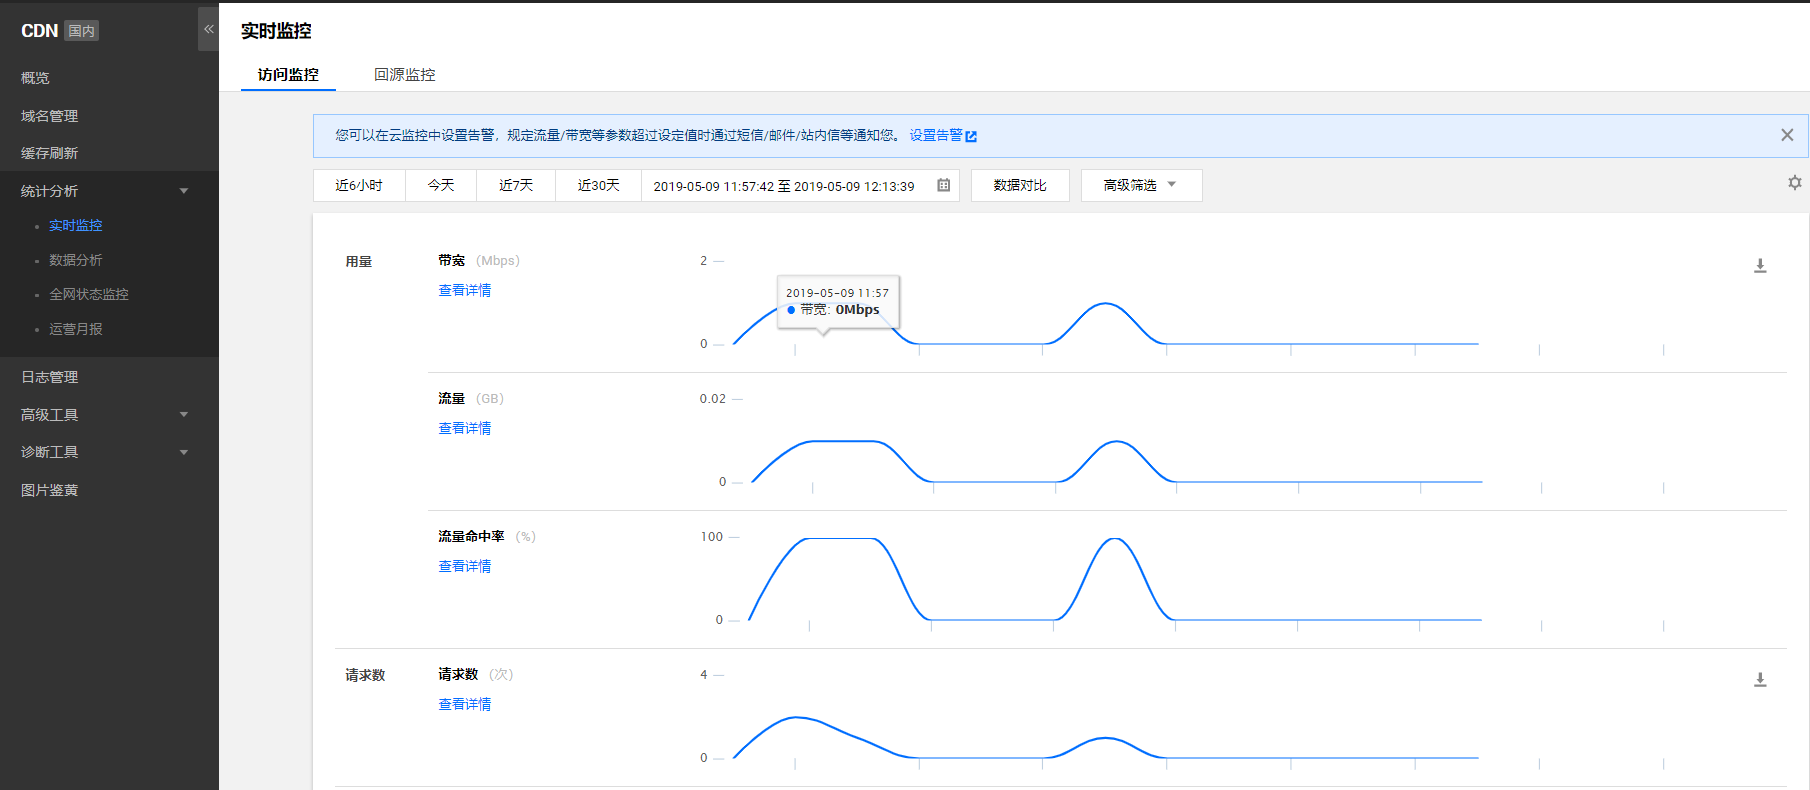 CDN 国内
概览
域名管理
缓存刷新
统计分析
实时监控
数据分析
全网状态监控
运营月报
日志管理
高级工具
诊断工具
图片鉴黄
实时监控
访问监控 回源监控
您可以在云监控中设置告警，规定流量/带宽等参数超过设定值时通过短信/邮件/站内信等通知您。 设置告警
近6小时 今天 近7天 近30天 2019-05-09 11:57:42 至 2019-05-09 12:13:39 数据对比 高级筛选
用量
带宽 (Mbps)
查看详情
2
2019-05-09 11:57
带宽: 0Mbps
0
流量 (GB)
查看详情
0.02
0
流量命中率 (%)
查看详情
100
0
请求数
请求数 (次)
查看详情
4
0